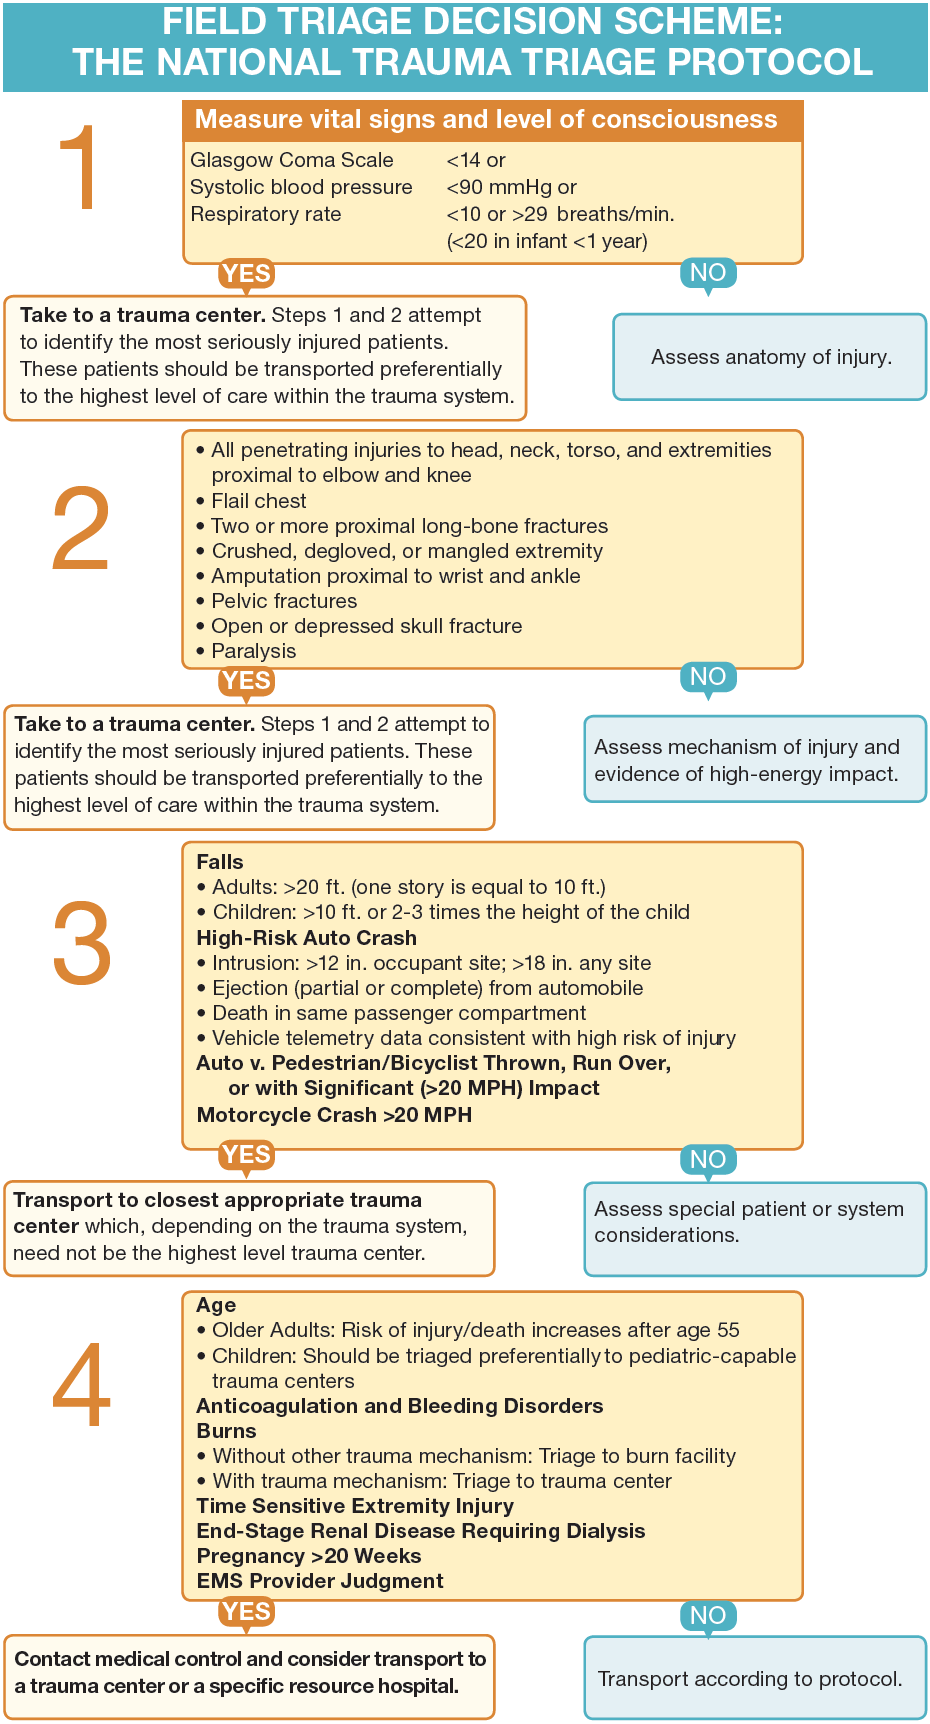 FIELD TRIAGE DECISION SCHEME:
THE NATIONAL TRAUMA TRIAGE PROTOCOL
1
Measure vital signs and level of consciousness
Glasgow Coma Scale <14 or
Systolic blood pressure <90 mmHg or
Respiratory rate <10 or >29 breaths/min.
(<20 in infant <1 year)
YES
NO
Take to a trauma center. Steps 1 and 2 attempt
to identify the most seriously injured patients.
These patients should be transported preferentially
to the highest level of care within the trauma system.
Assess anatomy of injury.
2
• All penetrating injuries to head, neck, torso, and extremities
proximal to elbow and knee
• Flail chest
• Two or more proximal long-bone fractures
• Crushed, degloved, or mangled extremity
• Amputation proximal to wrist and ankle
• Pelvic fractures
• Open or depressed skull fracture
• Paralysis
YES
NO
Take to a trauma center. Steps 1 and 2 attempt to
identify the most seriously injured patients. These
patients should be transported preferentially to the
highest level of care within the trauma system.
Assess mechanism of injury and
evidence of high-energy impact.
3
Falls
• Adults: >20 ft. (one story is equal to 10 ft.)
• Children: >10 ft. or 2-3 times the height of the child
High-Risk Auto Crash
• Intrusion: >12 in. occupant site; >18 in. any site
• Ejection (partial or complete) from automobile
• Death in same passenger compartment
• Vehicle telemetry data consistent with high risk of injury
Auto v. Pedestrian/Bicyclist Thrown, Run Over,
or with Significant (>20 MPH) Impact
Motorcycle Crash >20 MPH
YES
NO
Transport to closest appropriate trauma
center which, depending on the trauma system,
need not be the highest level trauma center.
Assess special patient or system
considerations.
4
Age
• Older Adults: Risk of injury/death increases after age 55
• Children: Should be triaged preferentially to pediatric-capable
trauma centers
Anticoagulation and Bleeding Disorders
Burns
• Without other trauma mechanism: Triage to burn facility
• With trauma mechanism: Triage to trauma center
Time Sensitive Extremity Injury
End-Stage Renal Disease Requiring Dialysis
Pregnancy >20 Weeks
EMS Provider Judgment
YES
NO
Contact medical control and consider transport to
a trauma center or a specific resource hospital.
Transport according to protocol.